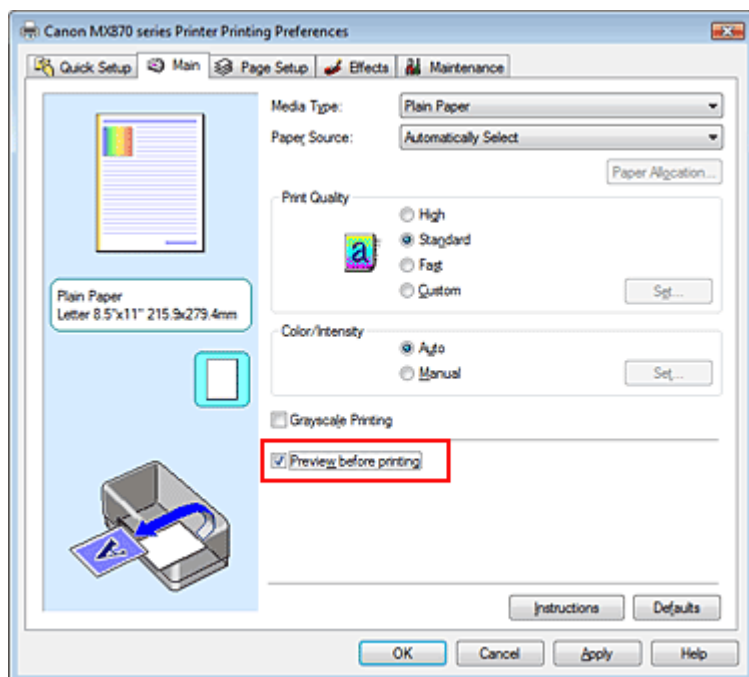 Canon MX870 series Printer Printing Preferences
Quick Setup Main Page Setup Effects Maintenance
Media Type: Plain Paper
Paper Source: Automatically Select
Paper Allocation...
Print Quality
High
Standard
Fast
Custom Set...
Plain Paper
Letter 8.5"x11" 215.9x279.4mm
Color/Intensity
Auto
Manual Set...
Grayscale Printing
Preview before printing
Instructions Defaults
OK Cancel Apply Help